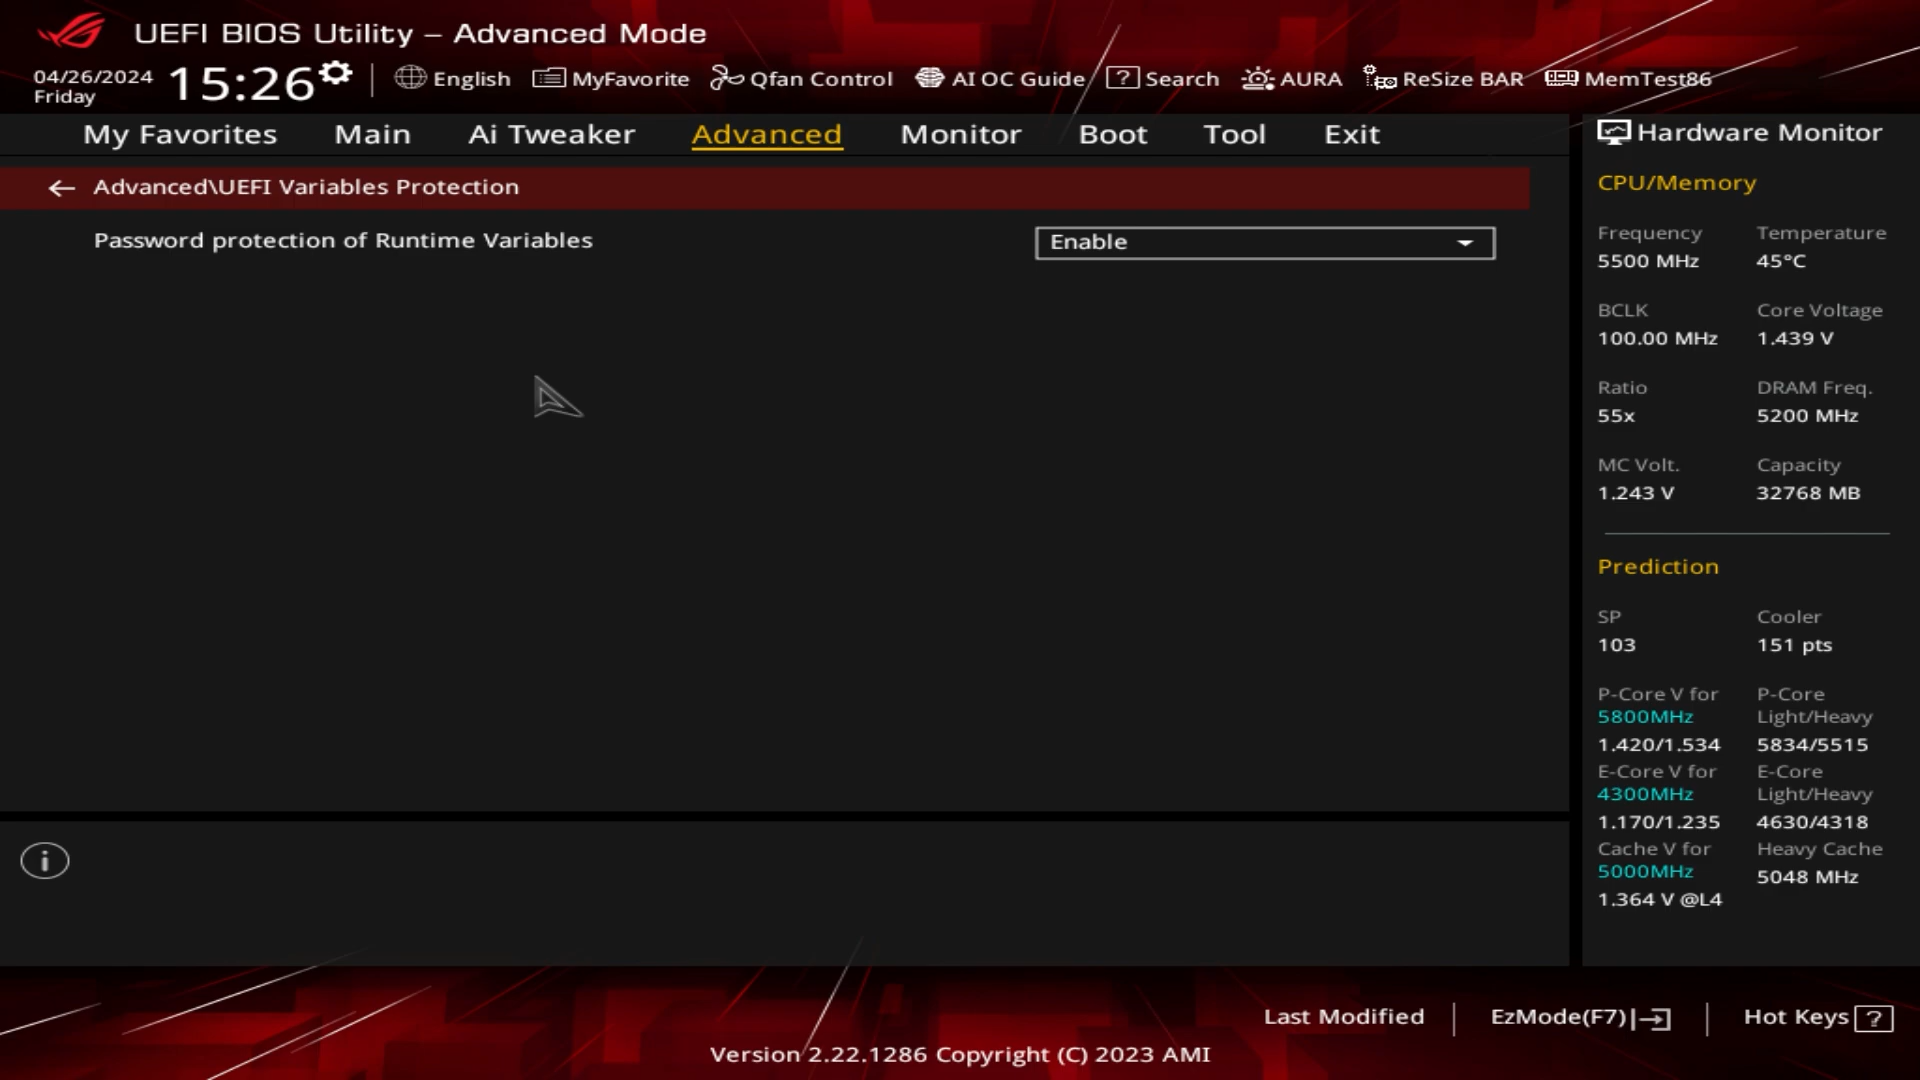 UEFI BIOS Utility – Advanced Mode
04/26/2024
Friday
15:26
English
MyFavorite
Qfan Control
AI OC Guide
? Search
AURA
ReSize BAR
MemTest86
My Favorites
Main
Ai Tweaker
Advanced
Monitor
Boot
Tool
Exit
Advanced\UEFI Variables Protection
Password protection of Runtime Variables
Enable
Hardware Monitor
CPU/Memory
Frequency Temperature
5500 MHz 45°C
BCLK Core Voltage
100.00 MHz 1.439 V
Ratio DRAM Freq.
55x 5200 MHz
MC Volt. Capacity
1.243 V 32768 MB
Prediction
SP Cooler
103 151 pts
P-Core V for P-Core
5800MHz Light/Heavy
1.420/1.534 5834/5515
E-Core V for E-Core
4300MHz Light/Heavy
1.170/1.235 4630/4318
Cache V for Heavy Cache
5000MHz 5048 MHz
1.364 V @L4
i
Last Modified
EzMode(F7)
Hot Keys ?
Version 2.22.1286 Copyright (C) 2023 AMI